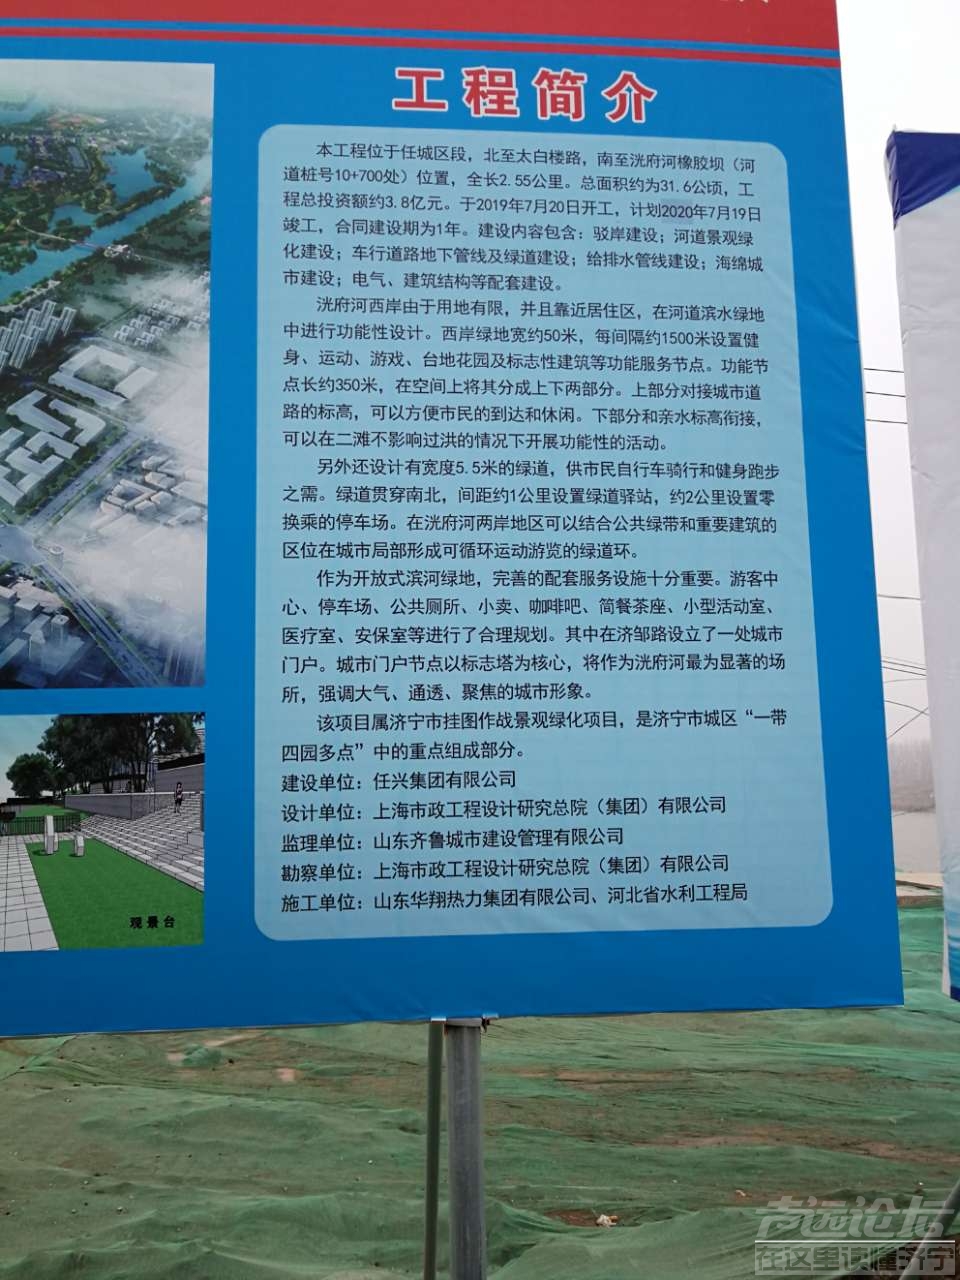 工程简介
本工程位于任城区段，北至太白楼路，南至洸府河橡胶坝（河
道桩号10+700处）位置，全长2.55公里。总面积约为31.6公顷，工
程总投资额约3.8亿元。于2019年7月20日开工，计划2020年7月19日
竣工，合同建设期为1年。建设内容包含：驳岸建设；河道景观绿
化建设；车行道路地下管线及绿道建设；给排水管线建设；海绵城
市建设；电气、建筑结构等配套建设。
洸府河西岸由于用地有限，并且靠近居住区，在河道滨水绿地
中进行功能性设计。西岸绿地宽约50米，每间隔约1500米设置健
身、运动、游戏、台地花园及标志性建筑等功能服务节点。功能节
点长约350米，在空间上将其分成上下两部分。上部分对接城市道
路的标高，可以方便市民的到达和休闲。下部分和亲水标高衔接，
可以在二滩不影响过洪的情况下开展功能性的活动。
另外还设计有宽度5.5米的绿道，供市民自行车骑行和健身跑步
之需。绿道贯穿南北，间距约1公里设置绿道驿站，约2公里设置零
换乘的停车场。在洸府河两岸地区可以结合公共绿带和重要建筑的
区位在城市局部形成可循环运动游览的绿道环。
作为开放式滨河绿地，完善的配套服务设施十分重要。游客中
心、停车场、公共厕所、小卖、咖啡吧、简餐茶座、小型活动室、
医疗室、安保室等进行了合理规划。其中在济邹路设立了一处城市
门户。城市门户节点以标志塔为核心，将作为洸府河最为显著的场
所，强调大气、通透、聚焦的城市形象。
该项目属济宁市挂图作战景观绿化项目，是济宁市城区“一带
四园多点”中的重点组成部分。
建设单位：任兴集团有限公司
设计单位：上海市政工程设计研究总院（集团）有限公司
监理单位：山东齐鲁城市建设管理有限公司
勘察单位：上海市政工程设计研究总院（集团）有限公司
施工单位：山东华翔热力集团有限公司、河北省水利工程局
观景台
在这里读懂济宁